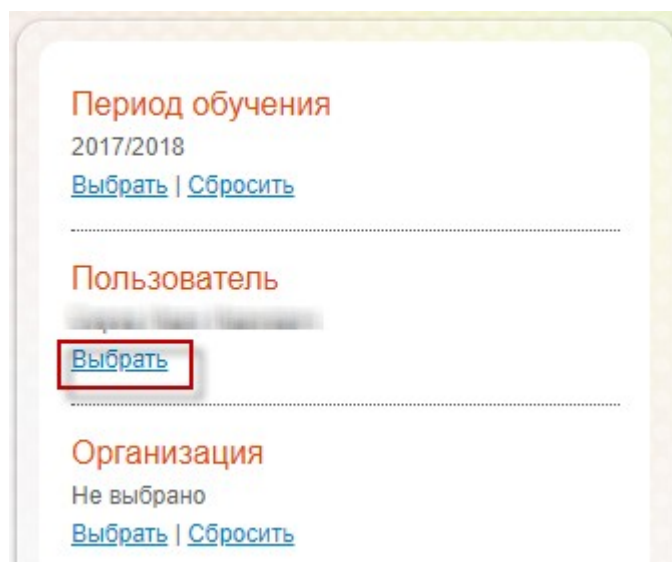 Период обучения
2017/2018
Выбрать | Сбросить
Пользователь
Выбрать
Организация
Не выбрано
Выбрать | Сбросить